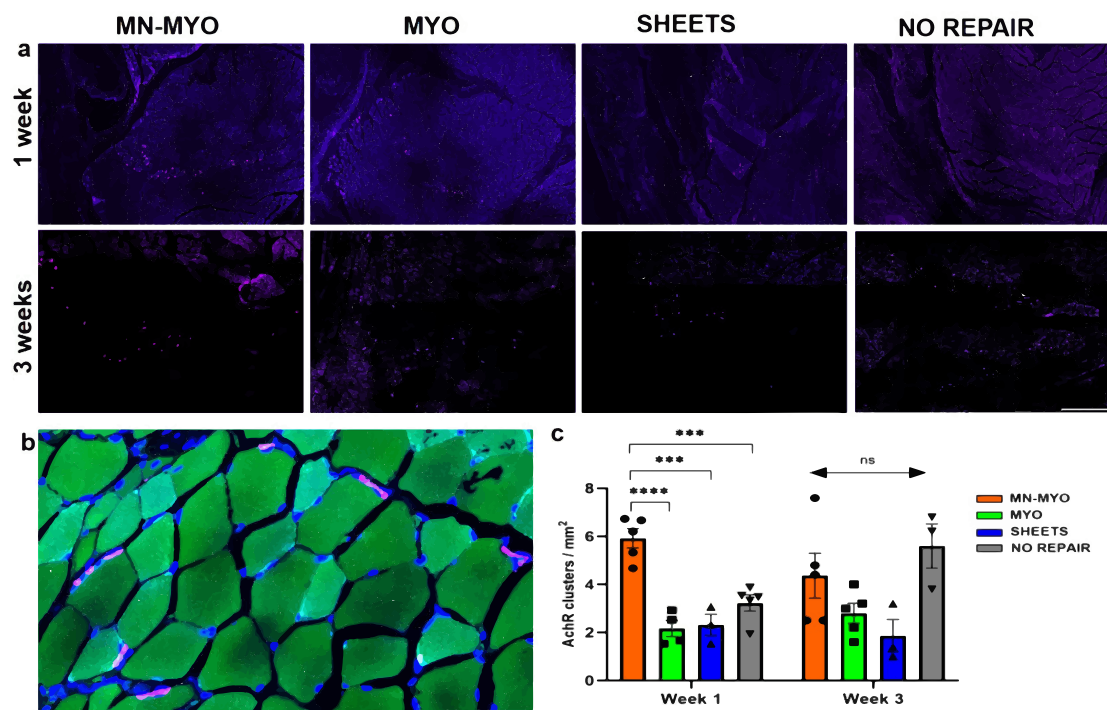 MN-MYO MYO SHEETS NO REPAIR
a
1 week
3 weeks
b
c
***
***
****
ns
AchR clusters / mm²
8
6
4
2
0
Week 1 Week 3
MN-MYO
MYO
SHEETS
NO REPAIR